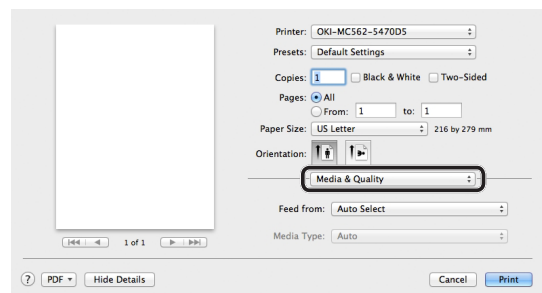 Printer: OKI-MC562-5470D5
Presets: Default Settings
Copies: 1 Black & White Two-Sided
Pages: All
From: 1 to: 1
Paper Size: US Letter 216 by 279 mm
Orientation:
Media & Quality
Feed from: Auto Select
Media Type: Auto
1 of 1
? PDF Hide Details Cancel Print